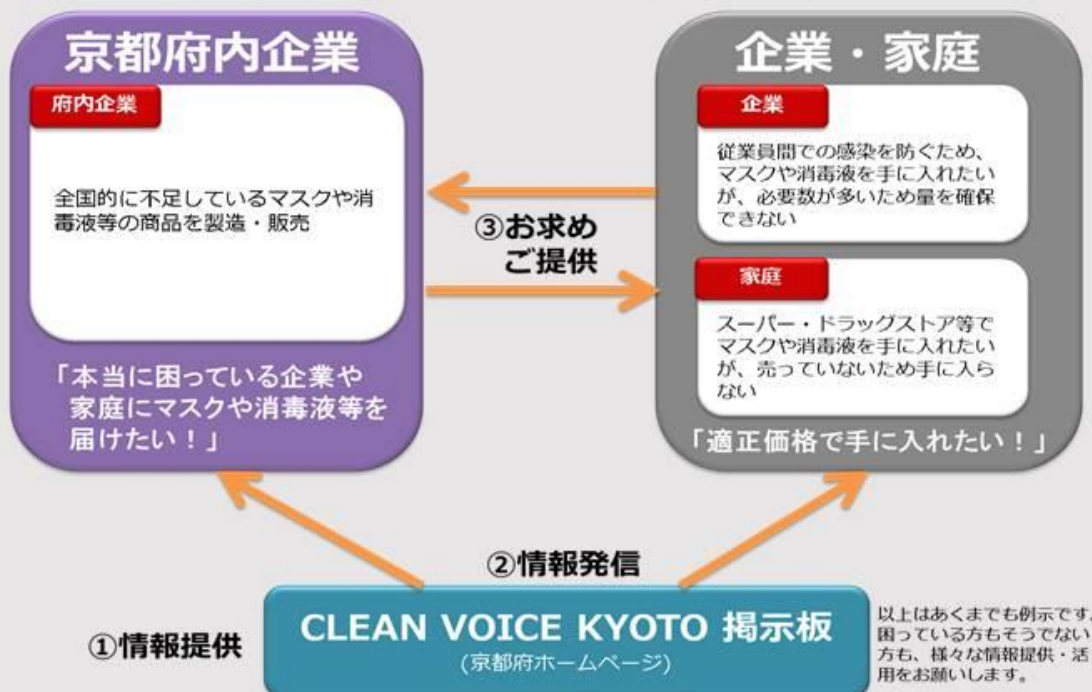 京都府内企業
府内企業
全国的に不足しているマスクや消
毒液等の商品を製造・販売
「本当に困っている企業や
家庭にマスクや消毒液等を
届けたい！」
③お求め
ご提供
企業・家庭
企業
従業員間での感染を防ぐため、
マスクや消毒液を手に入れたい
が、必要数が多いため量を確保
できない
家庭
スーパー・ドラッグストア等で
マスクや消毒液を手に入れたい
が、売っていないため手に入ら
ない
「適正価格で手に入れたい！」
②情報発信
①情報提供
CLEAN VOICE KYOTO 掲示板
(京都府ホームページ)
以上はあくまでも例示です。
困っている方もそうでない
方も、様々な情報提供・活
用をお願いします。